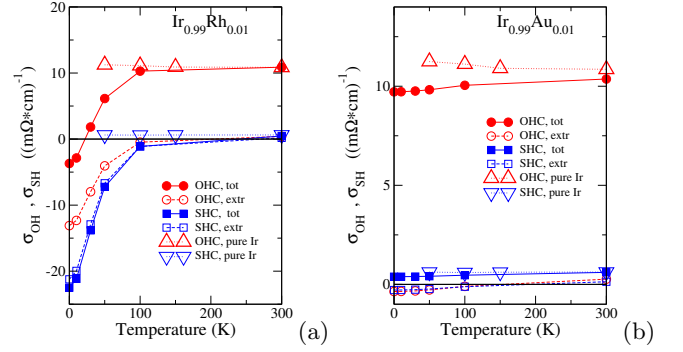 Ir0.99Rh0.01
20
10
0
-10
-20
σOH , σSH ((mΩ*cm)-1)
OHC, tot
OHC, extr
SHC, tot
SHC, extr
OHC, pure Ir
SHC, pure Ir
0 100 200 300
Temperature (K)
(a)
Ir0.99Au0.01
10
5
0
σOH , σSH ((mΩ*cm)-1)
OHC, tot
OHC, extr
SHC, tot
SHC, extr
OHC, pure Ir
SHC, pure Ir
0 100 200 300
Temperature (K)
(b)